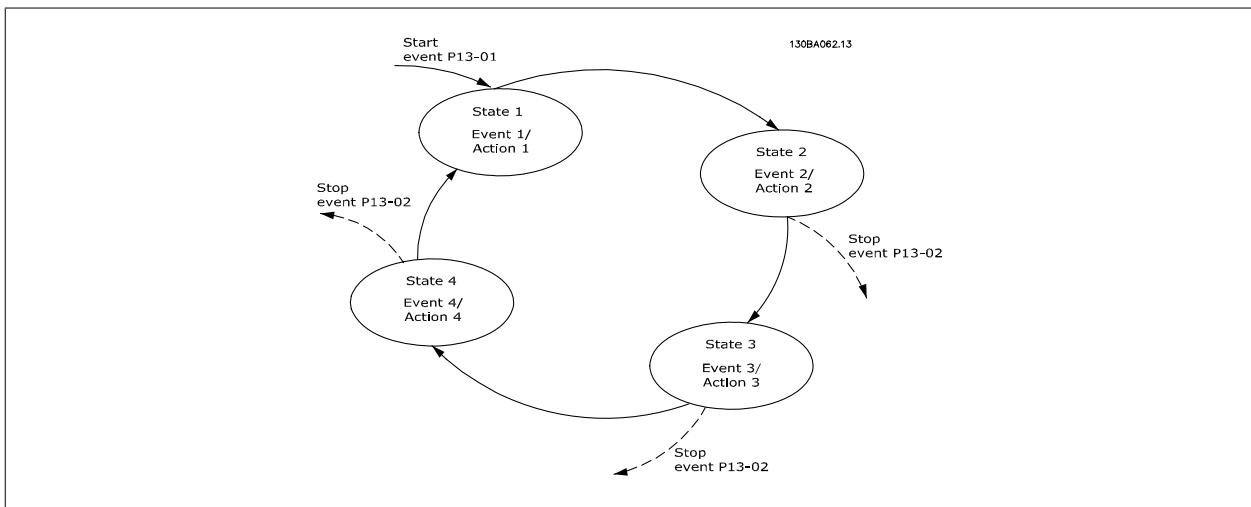 Start
event P13-01
130BA062.13
State 1
Event 1/
Action 1
State 2
Event 2/
Action 2
Stop
event P13-02
Stop
event P13-02
State 4
Event 4/
Action 4
State 3
Event 3/
Action 3
Stop
event P13-02